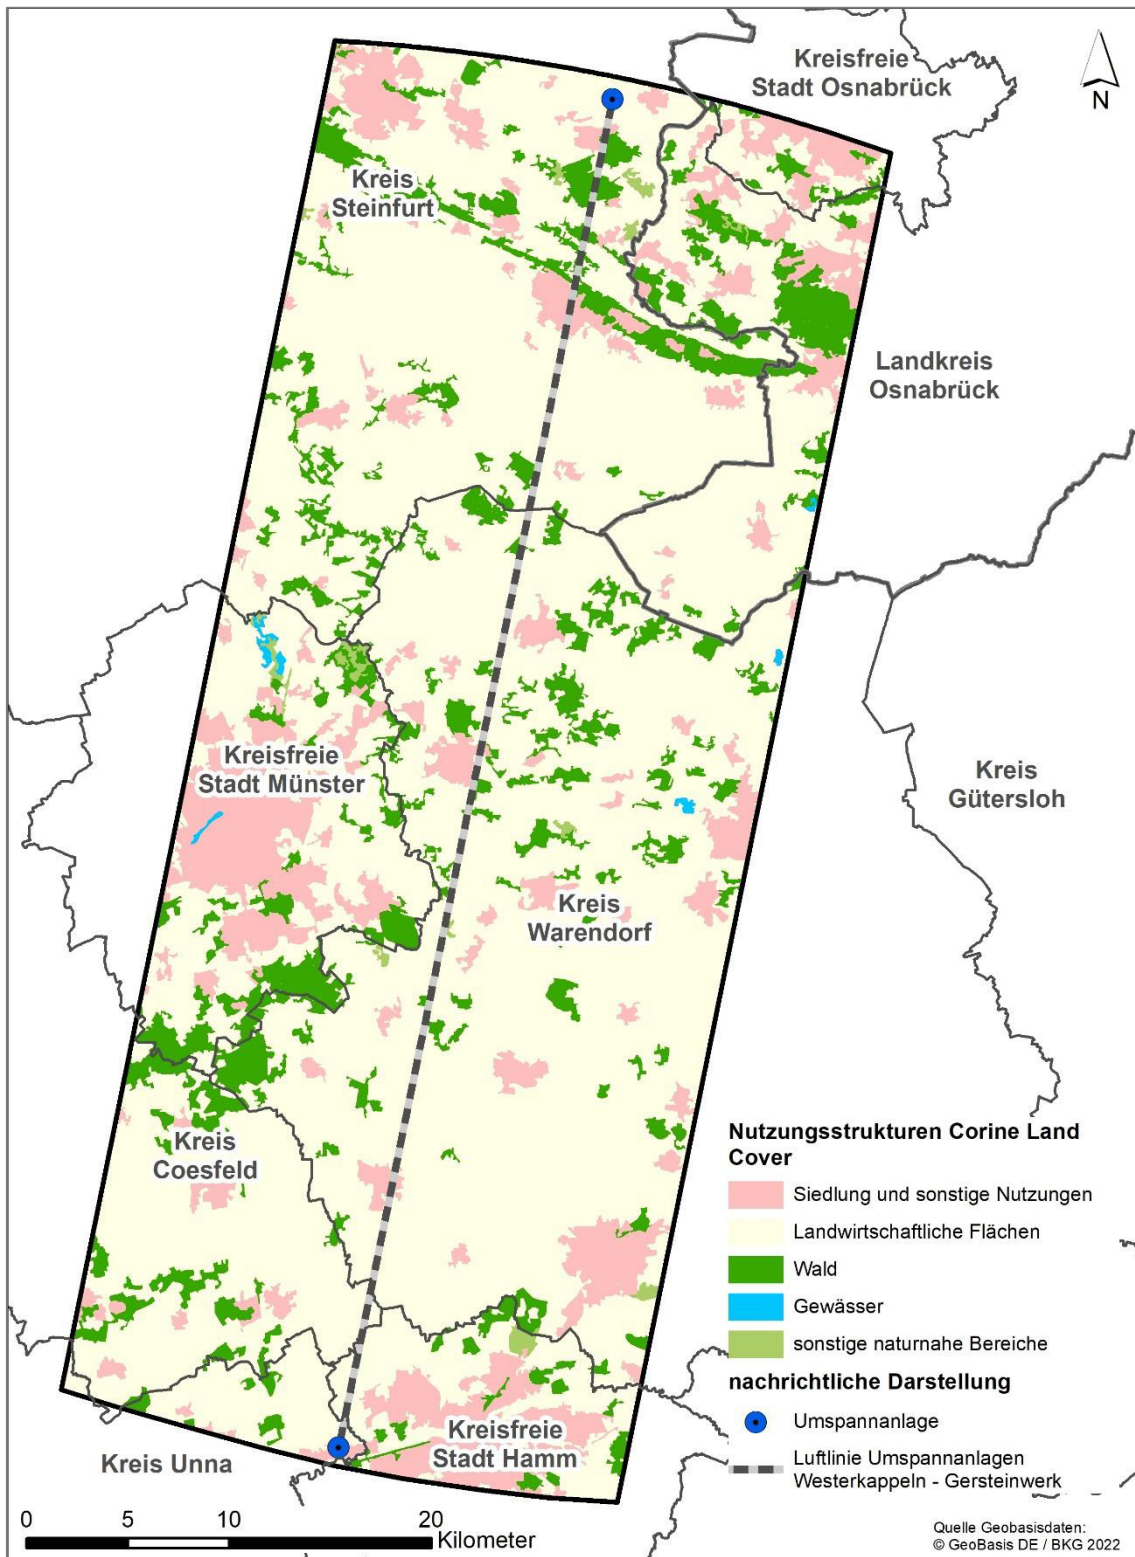 Kreisfreie
Stadt Osnabrück
N
Kreis
Steinfurt
Landkreis
Osnabrück
Kreisfreie
Stadt Münster
Kreis
Gütersloh
Kreis
Warendorf
Kreis
Coesfeld
Nutzungsstrukturen Corine Land
Cover
Siedlung und sonstige Nutzungen
Landwirtschaftliche Flächen
Wald
Gewässer
sonstige naturnahe Bereiche
nachrichtliche Darstellung
Umspannanlage
Luftlinie Umspannanlagen
Westerkappeln - Gersteinwerk
Kreisfreie
Stadt Hamm
Kreis Unna
0 5 10 20
Kilometer
Quelle Geobasisdaten:
© GeoBasis DE / BKG 2022